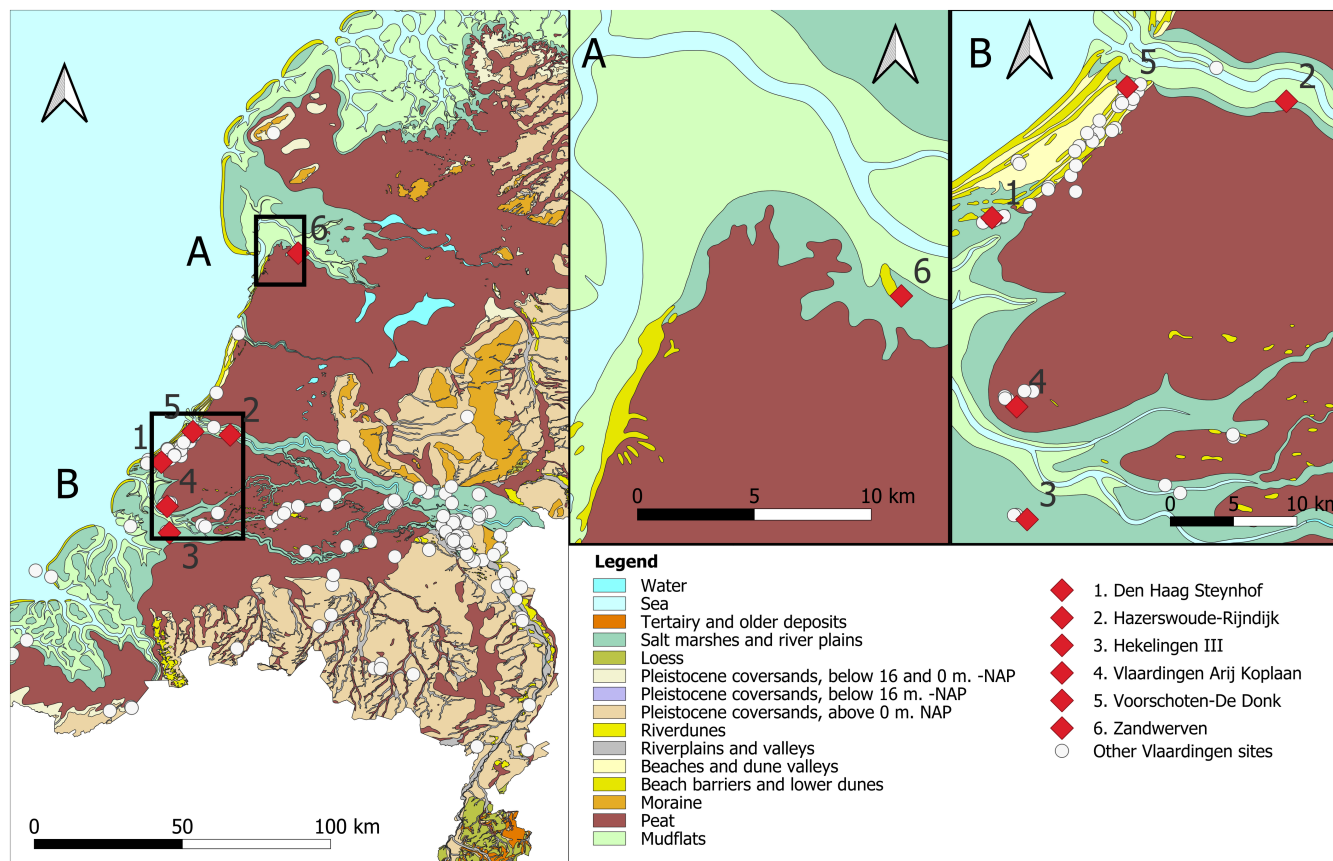 A
B
6
5
2
1
4
3
0
50
100 km
A
6
0
5
10 km
B
5
2
1
4
3
0
5
10 km
Legend
Water
Sea
Tertairy and older deposits
Salt marshes and river plains
Loess
Pleistocene coversands, below 16 and 0 m. -NAP
Pleistocene coversands, below 16 m. -NAP
Pleistocene coversands, above 0 m. NAP
Riverdunes
Riverplains and valleys
Beaches and dune valleys
Beach barriers and lower dunes
Moraine
Peat
Mudflats
1. Den Haag Steynhof
2. Hazerswoude-Rijndijk
3. Hekelingen III
4. Vlaardingen Arij Koplaan
5. Voorschoten-De Donk
6. Zandwerven
Other Vlaardingen sites